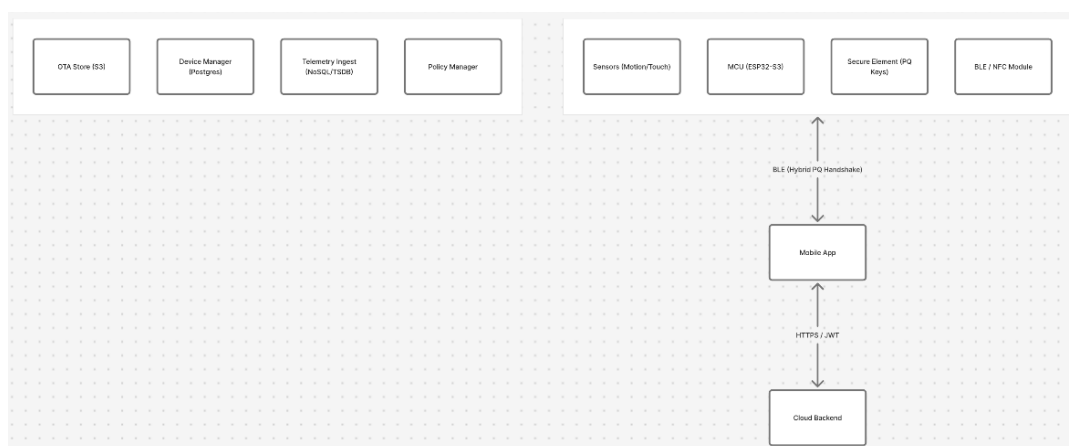 OTA Store (S3)
Device Manager
(Postgres)
Telemetry Ingest
(NoSQL/TSDB)
Policy Manager
Sensors (Motion/Touch)
MCU (ESP32-S3)
Secure Element (PQ
Keys)
BLE / NFC Module
BLE (Hybrid PQ Handshake)
Mobile App
HTTPS / JWT
Cloud Backend